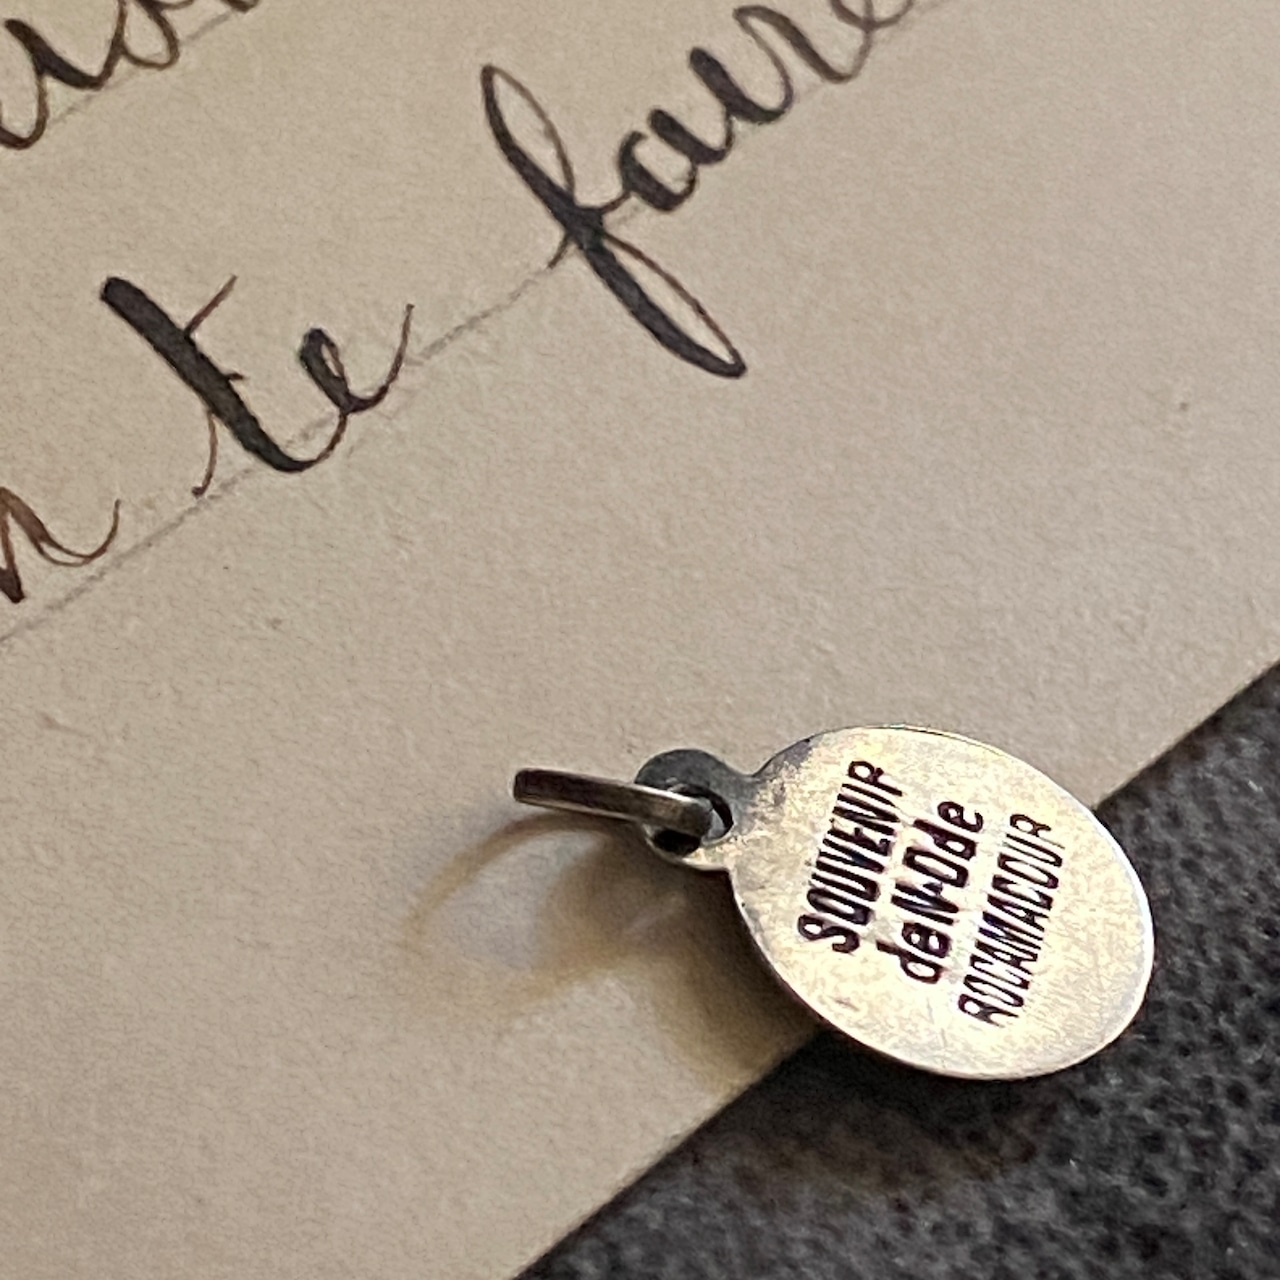 te faire
SOUVENIR
de N-D de
ROCAMADOUR